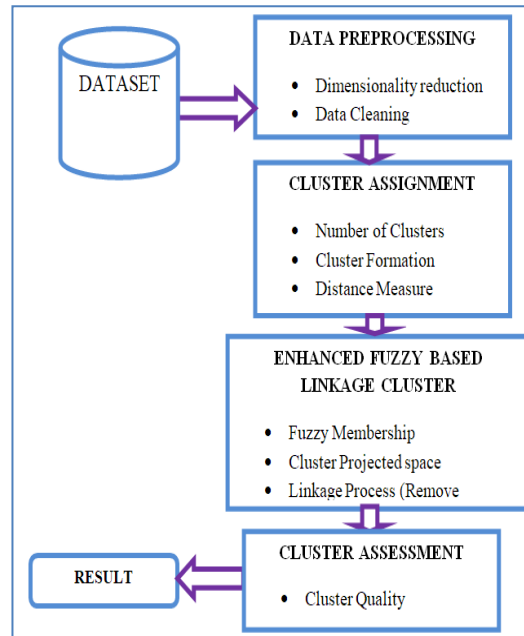 DATASET
DATA PREPROCESSING
• Dimensionality reduction
• Data Cleaning
CLUSTER ASSIGNMENT
• Number of Clusters
• Cluster Formation
• Distance Measure
ENHANCED FUZZY BASED
LINKAGE CLUSTER
• Fuzzy Membership
• Cluster Projected space
• Linkage Process (Remove
CLUSTER ASSESSMENT
• Cluster Quality
RESULT